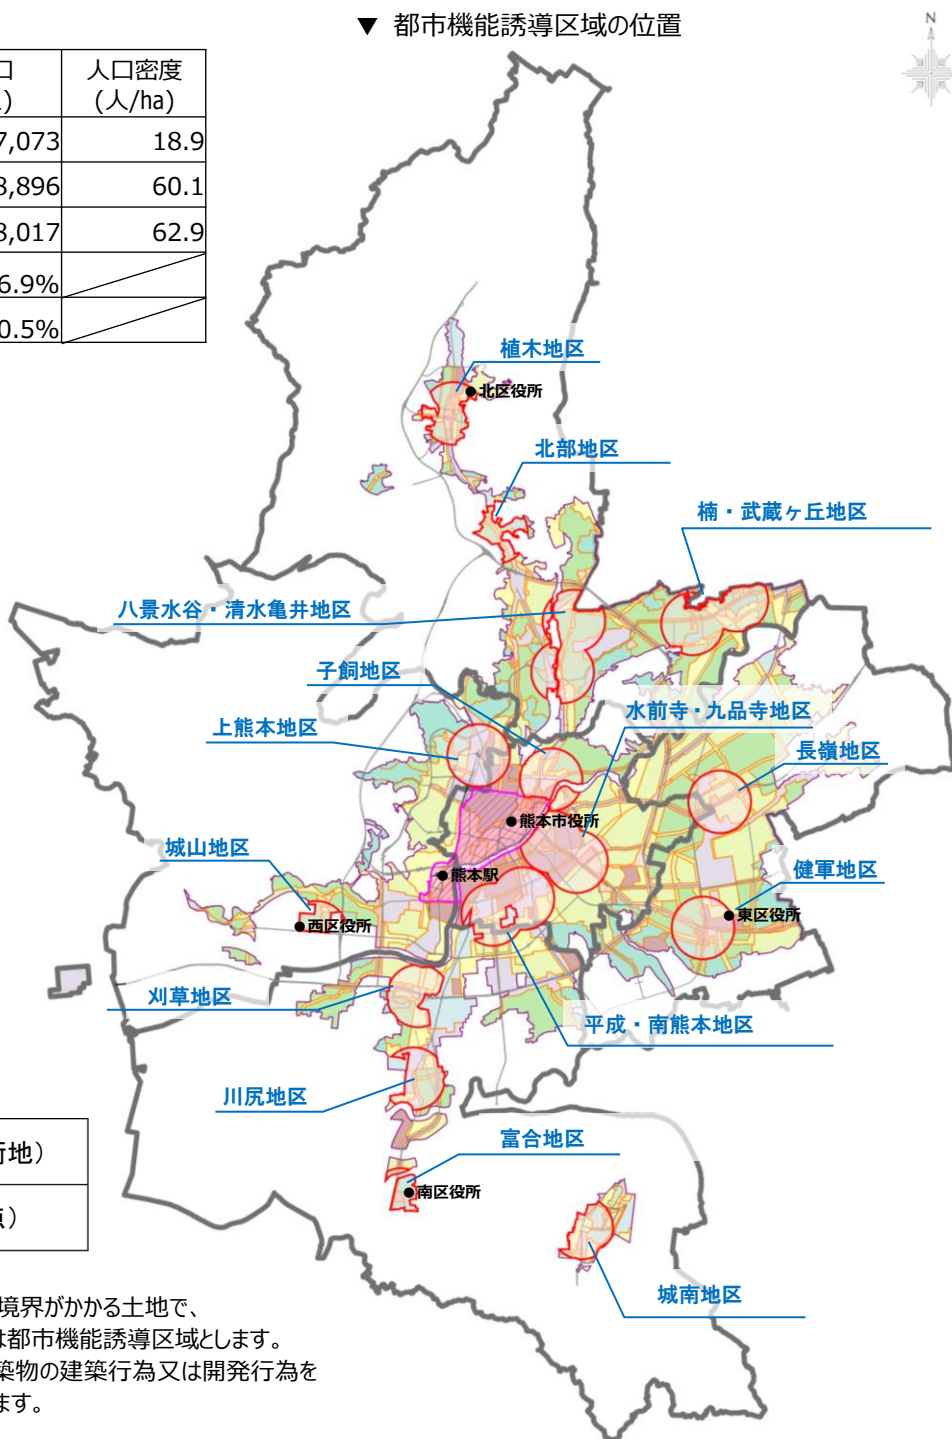 ▼ 都市機能誘導区域の位置
N
口 人口密度
) (人/ha)
7,073 18.9
8,896 60.1
8,017 62.9
6.9%
0.5%
植木地区
北区役所
北部地区
楠・武蔵ヶ丘地区
八景水谷・清水亀井地区
子飼地区
水前寺・九品寺地区
上熊本地区
長嶺地区
熊本市役所
城山地区
熊本駅
健軍地区
東区役所
西区役所
刈草地区
平成・南熊本地区
川尻地区
富合地区
南区役所
城南地区
街地)
点)
境界がかかる土地で、
は都市機能誘導区域とします。
築物の建築行為又は開発行為を
ます。